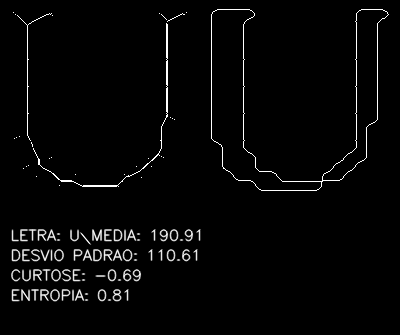 U U
LETRA: U\MEDIA: 190.91
DESVIO PADRAO: 110.61
CURTOSE: -0.69
ENTROPIA: 0.81